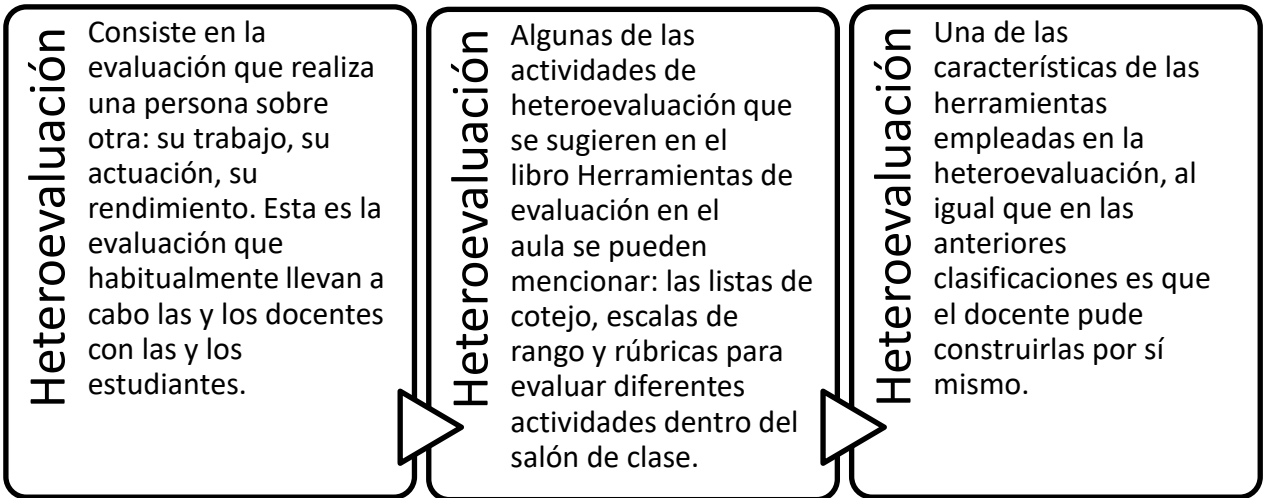 Heteroevaluación
Consiste en la
evaluación que realiza
una persona sobre
otra: su trabajo, su
actuación, su
rendimiento. Esta es la
evaluación que
habitualmente llevan a
cabo las y los docentes
con las y los
estudiantes.
Heteroevaluación
Algunas de las
actividades de
heteroevaluación que
se sugieren en el
libro Herramientas de
evaluación en el
aula se pueden
mencionar: las listas de
cotejo, escalas de
rango y rúbricas para
evaluar diferentes
actividades dentro del
salón de clase.
Heteroevaluación
Una de las
características de las
herramientas
empleadas en la
heteroevaluación, al
igual que en las
anteriores
clasificaciones es que
el docente pude
construirlas por sí
mismo.